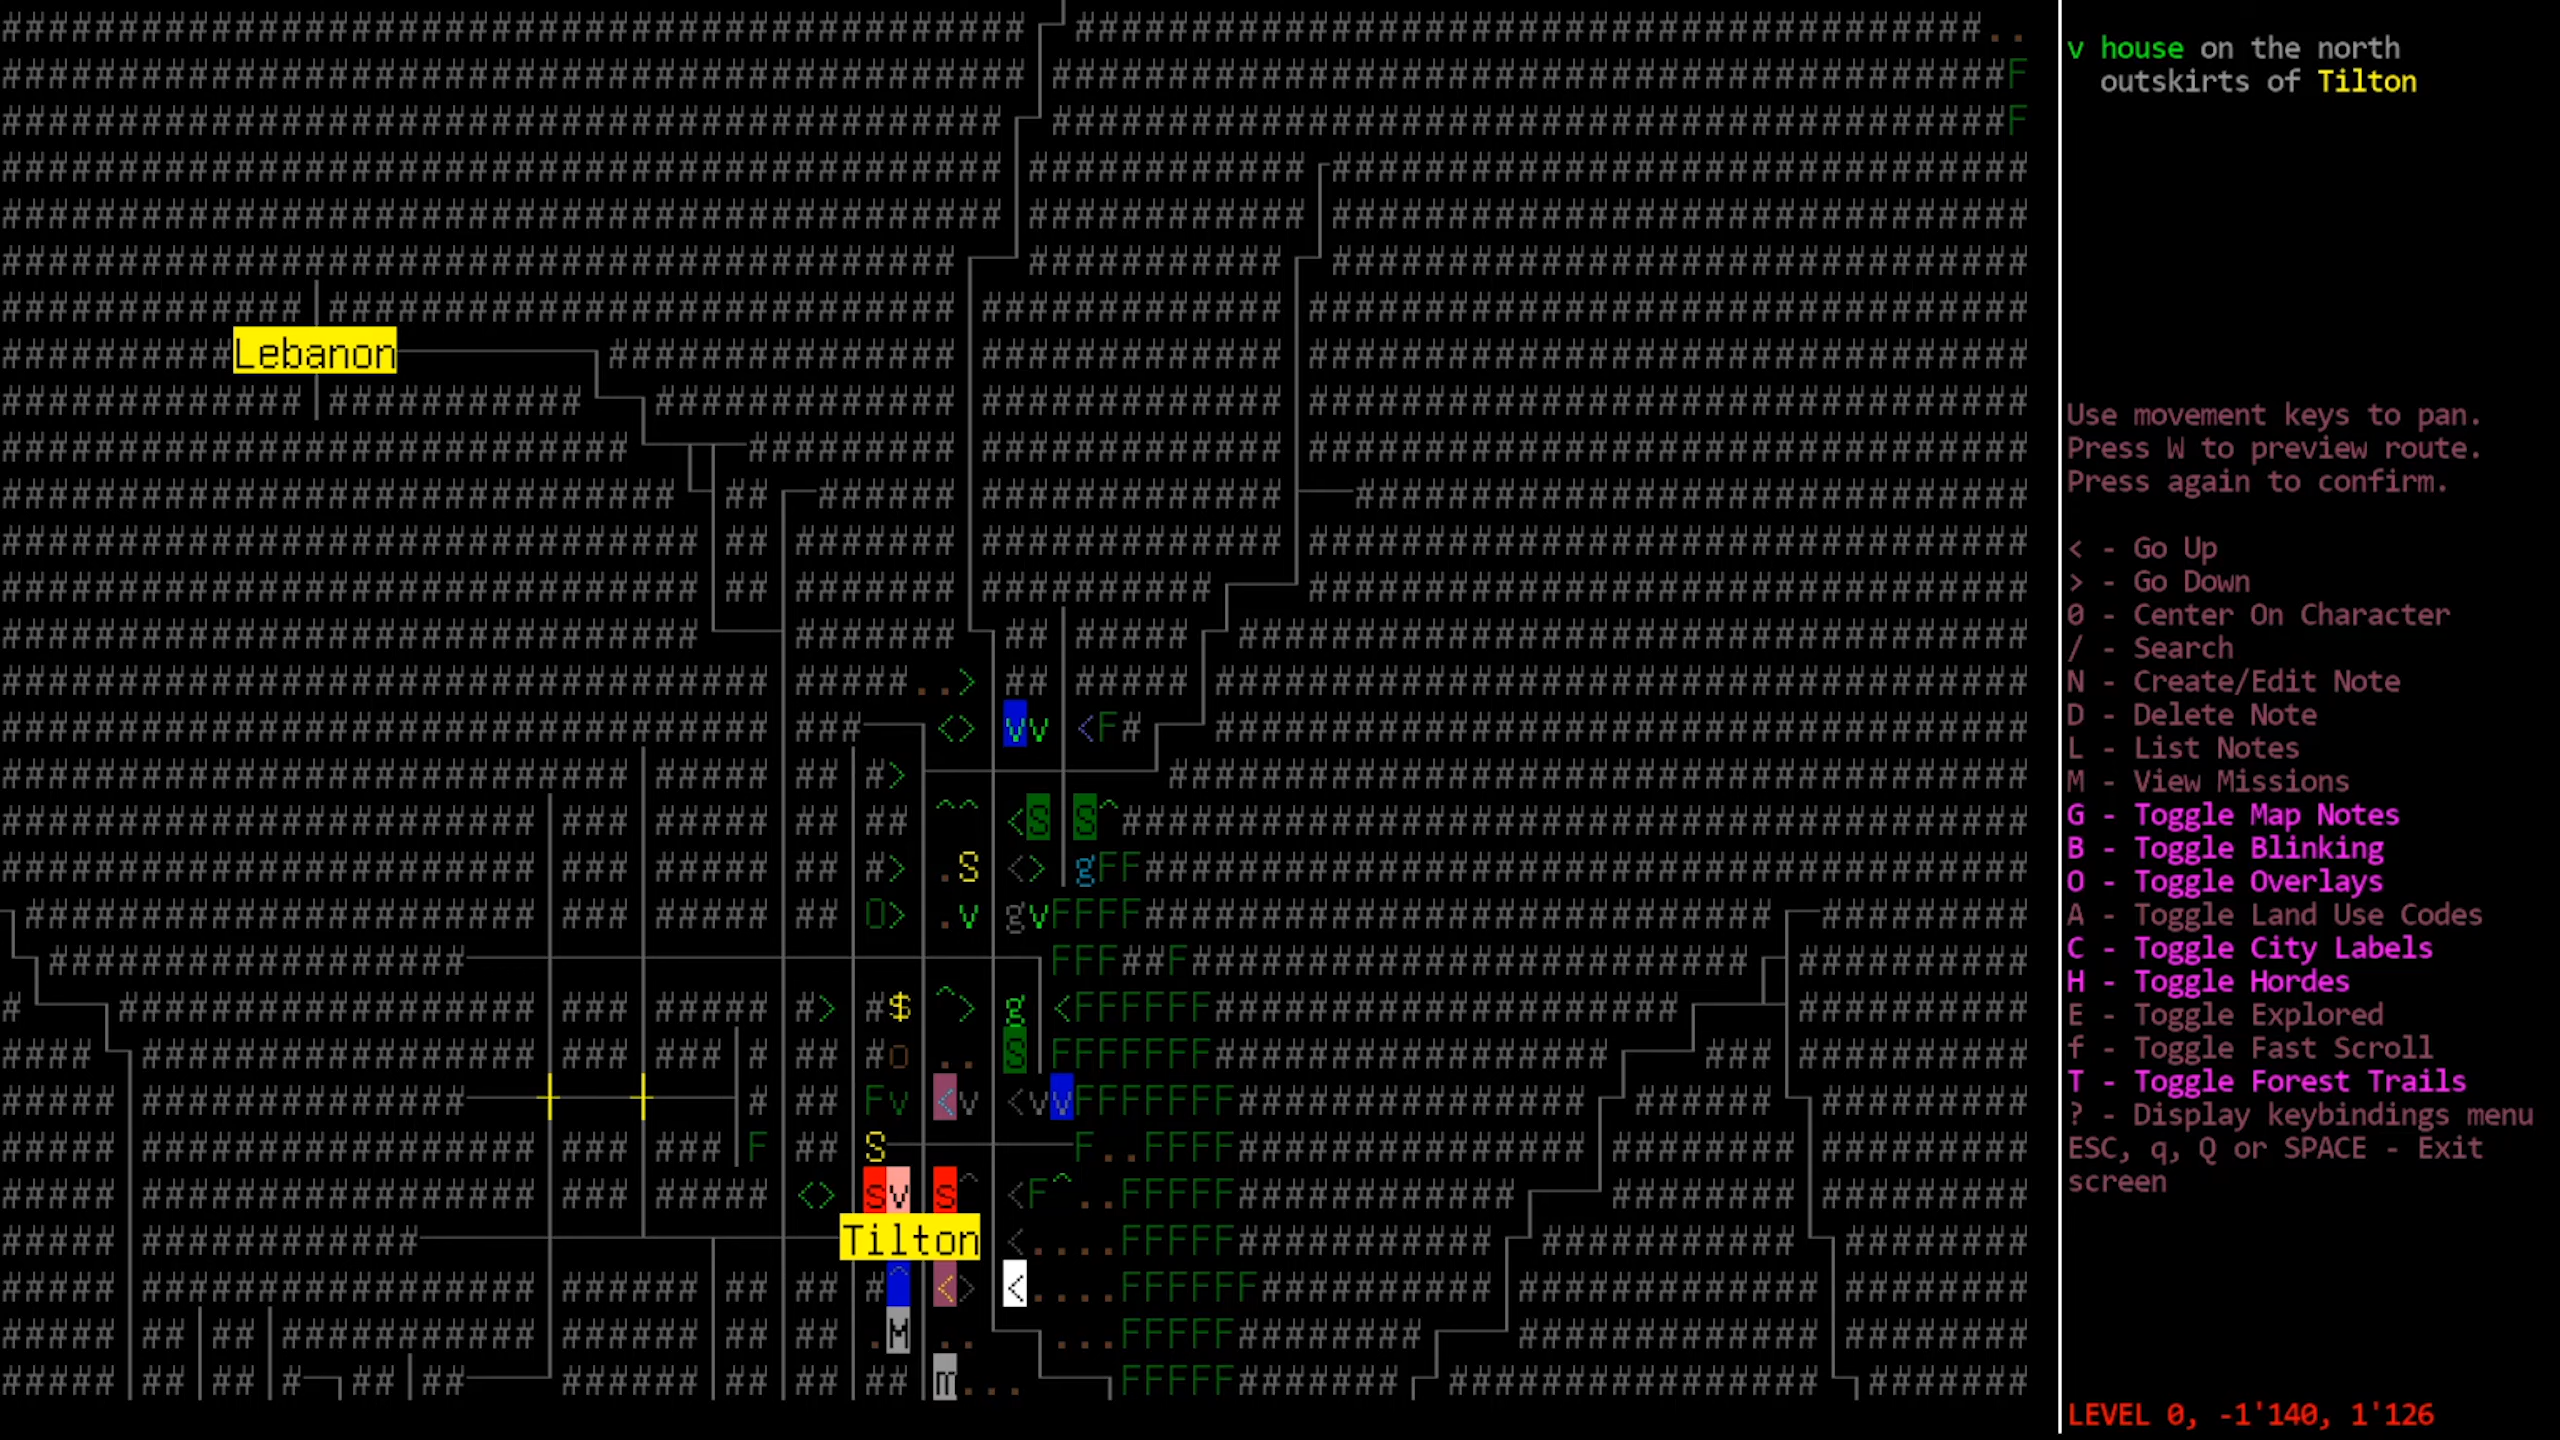 v house on the north
outskirts of Tilton
Lebanon
Use movement keys to pan.
Press W to preview route.
Press again to confirm.
< - Go Up
> - Go Down
0 - Center On Character
/ - Search
N - Create/Edit Note
D - Delete Note
L - List Notes
M - View Missions
G - Toggle Map Notes
B - Toggle Blinking
O - Toggle Overlays
A - Toggle Land Use Codes
C - Toggle City Labels
H - Toggle Hordes
E - Toggle Explored
f - Toggle Fast Scroll
T - Toggle Forest Trails
? - Display keybindings menu
ESC, q, Q or SPACE - Exit
screen
Tilton
LEVEL 0, -1'140, 1'126